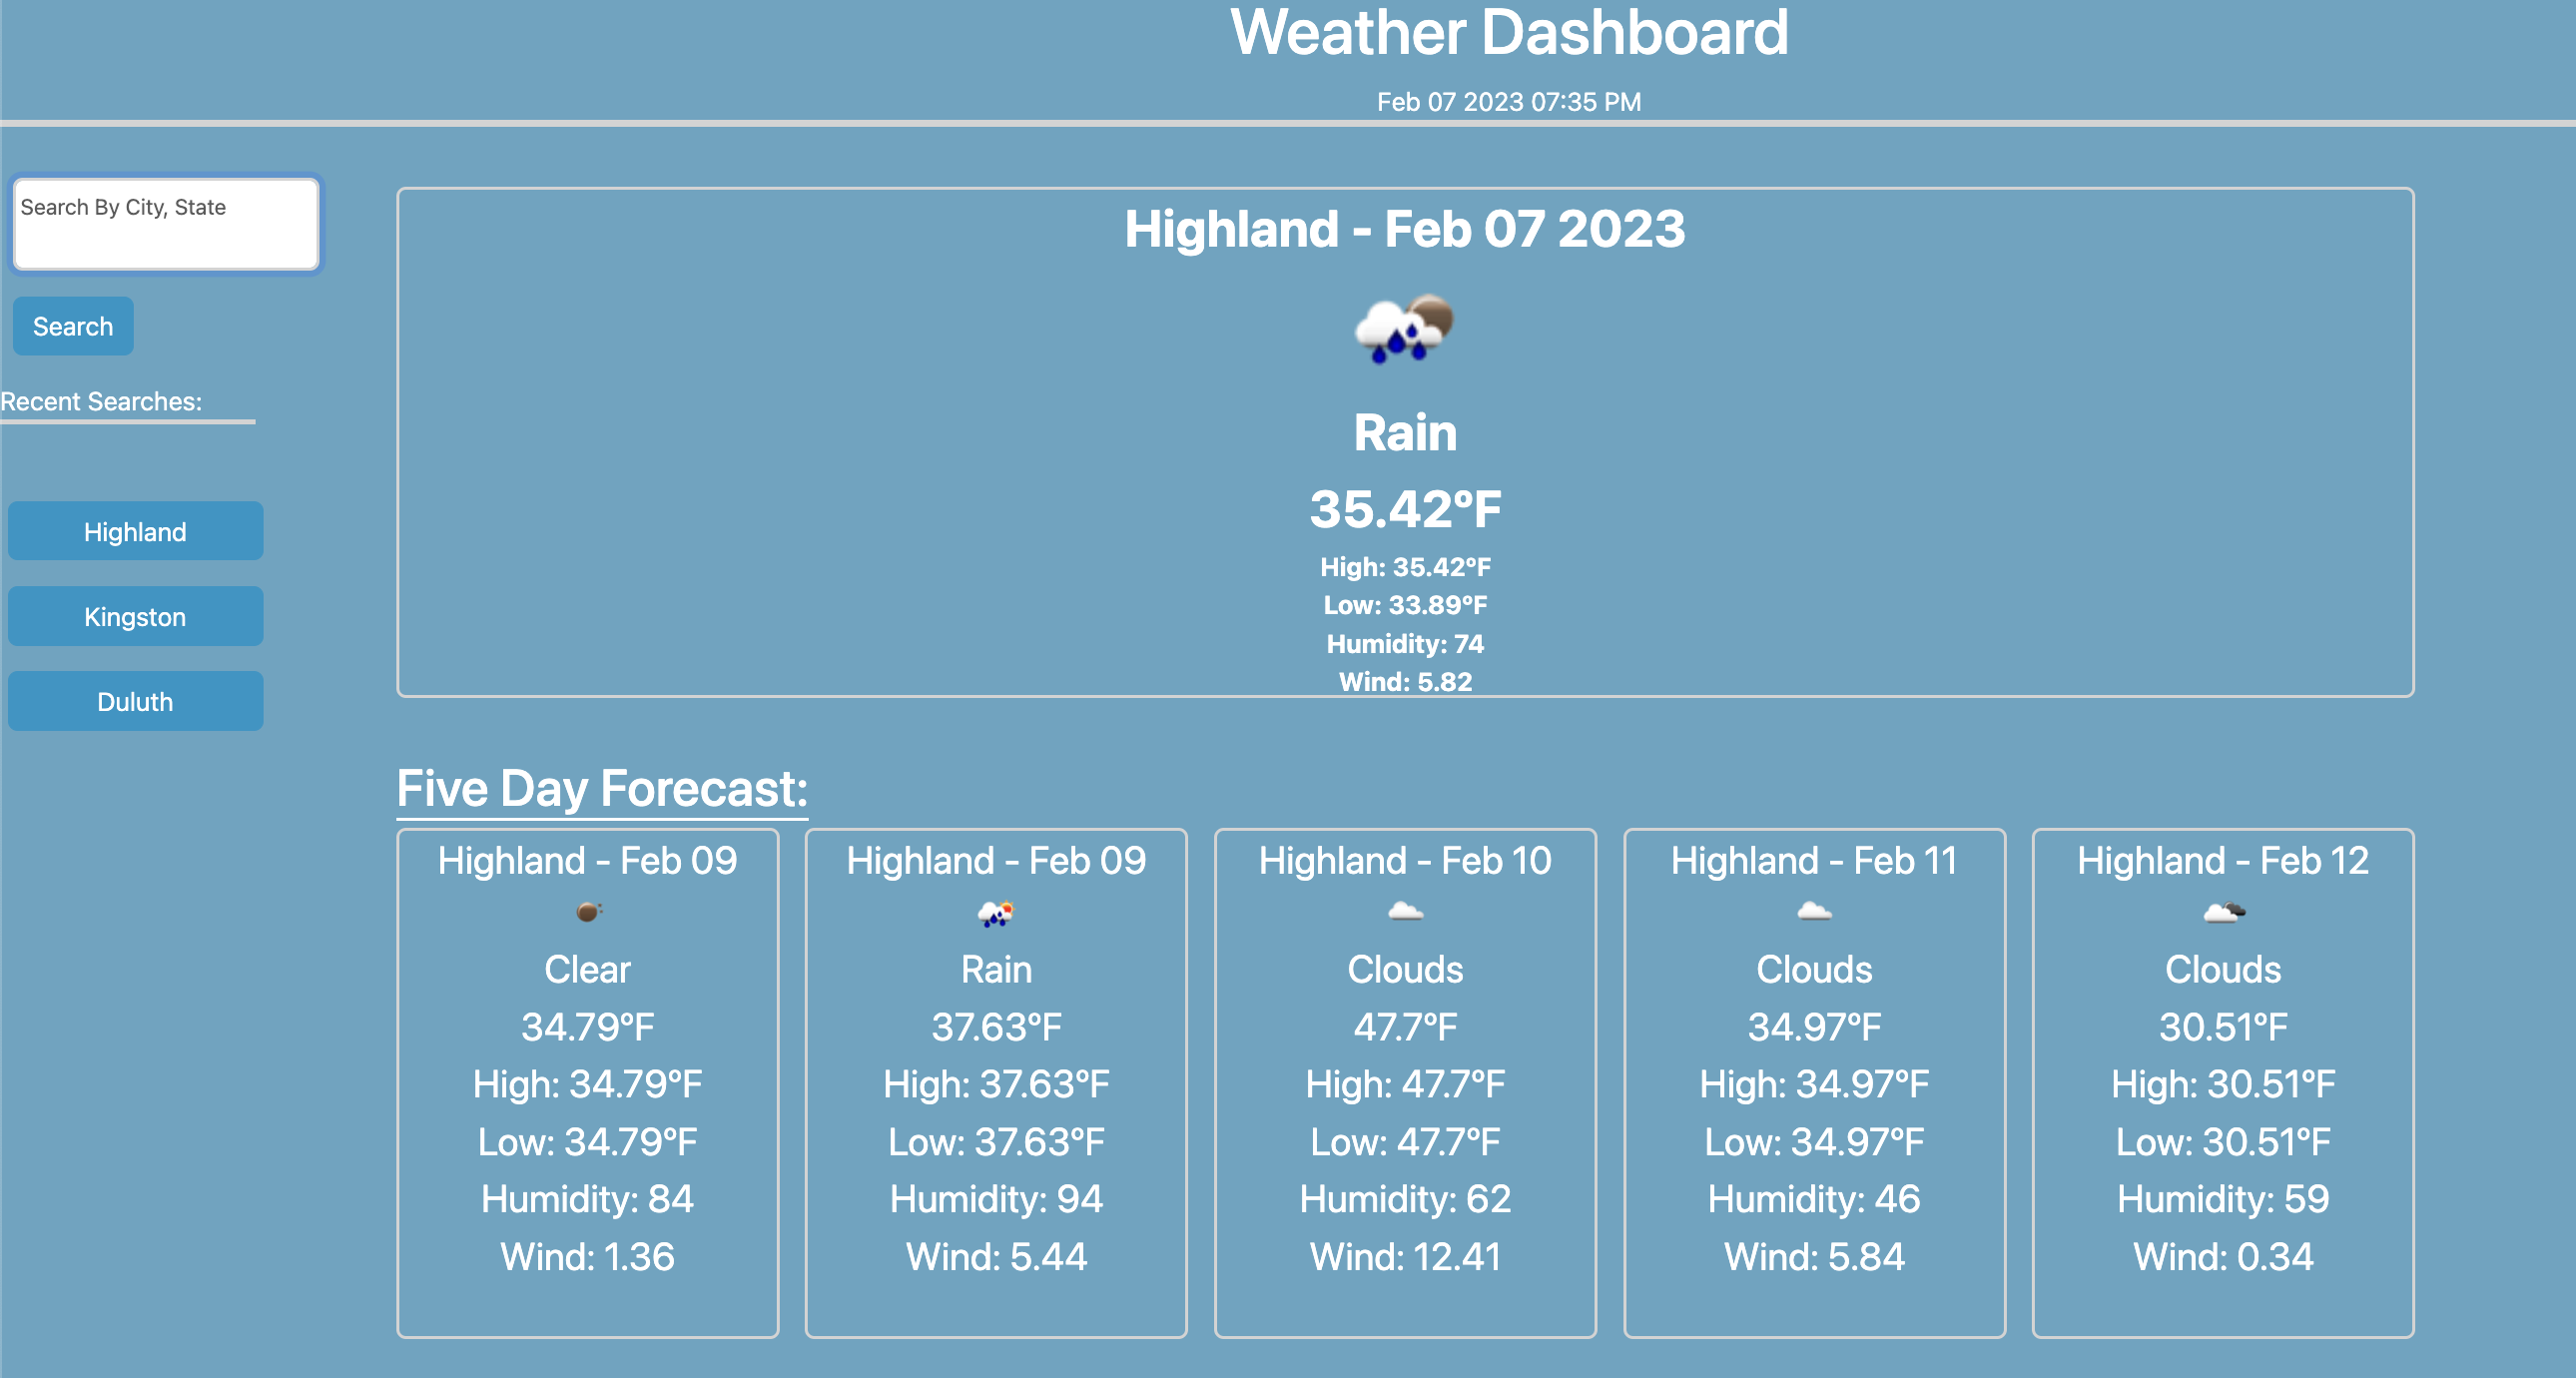 Weather Dashboard
Feb 07 2023 07:35 PM
Search By City, State
Search
Recent Searches:
Highland
Kingston
Duluth
Highland - Feb 07 2023
Rain
35.42°F
High: 35.42°F
Low: 33.89°F
Humidity: 74
Wind: 5.82
Five Day Forecast:
Highland - Feb 09
Clear
34.79°F
High: 34.79°F
Low: 34.79°F
Humidity: 84
Wind: 1.36
Highland - Feb 09
Rain
37.63°F
High: 37.63°F
Low: 37.63°F
Humidity: 94
Wind: 5.44
Highland - Feb 10
Clouds
47.7°F
High: 47.7°F
Low: 47.7°F
Humidity: 62
Wind: 12.41
Highland - Feb 11
Clouds
34.97°F
High: 34.97°F
Low: 34.97°F
Humidity: 46
Wind: 5.84
Highland - Feb 12
Clouds
30.51°F
High: 30.51°F
Low: 30.51°F
Humidity: 59
Wind: 0.34